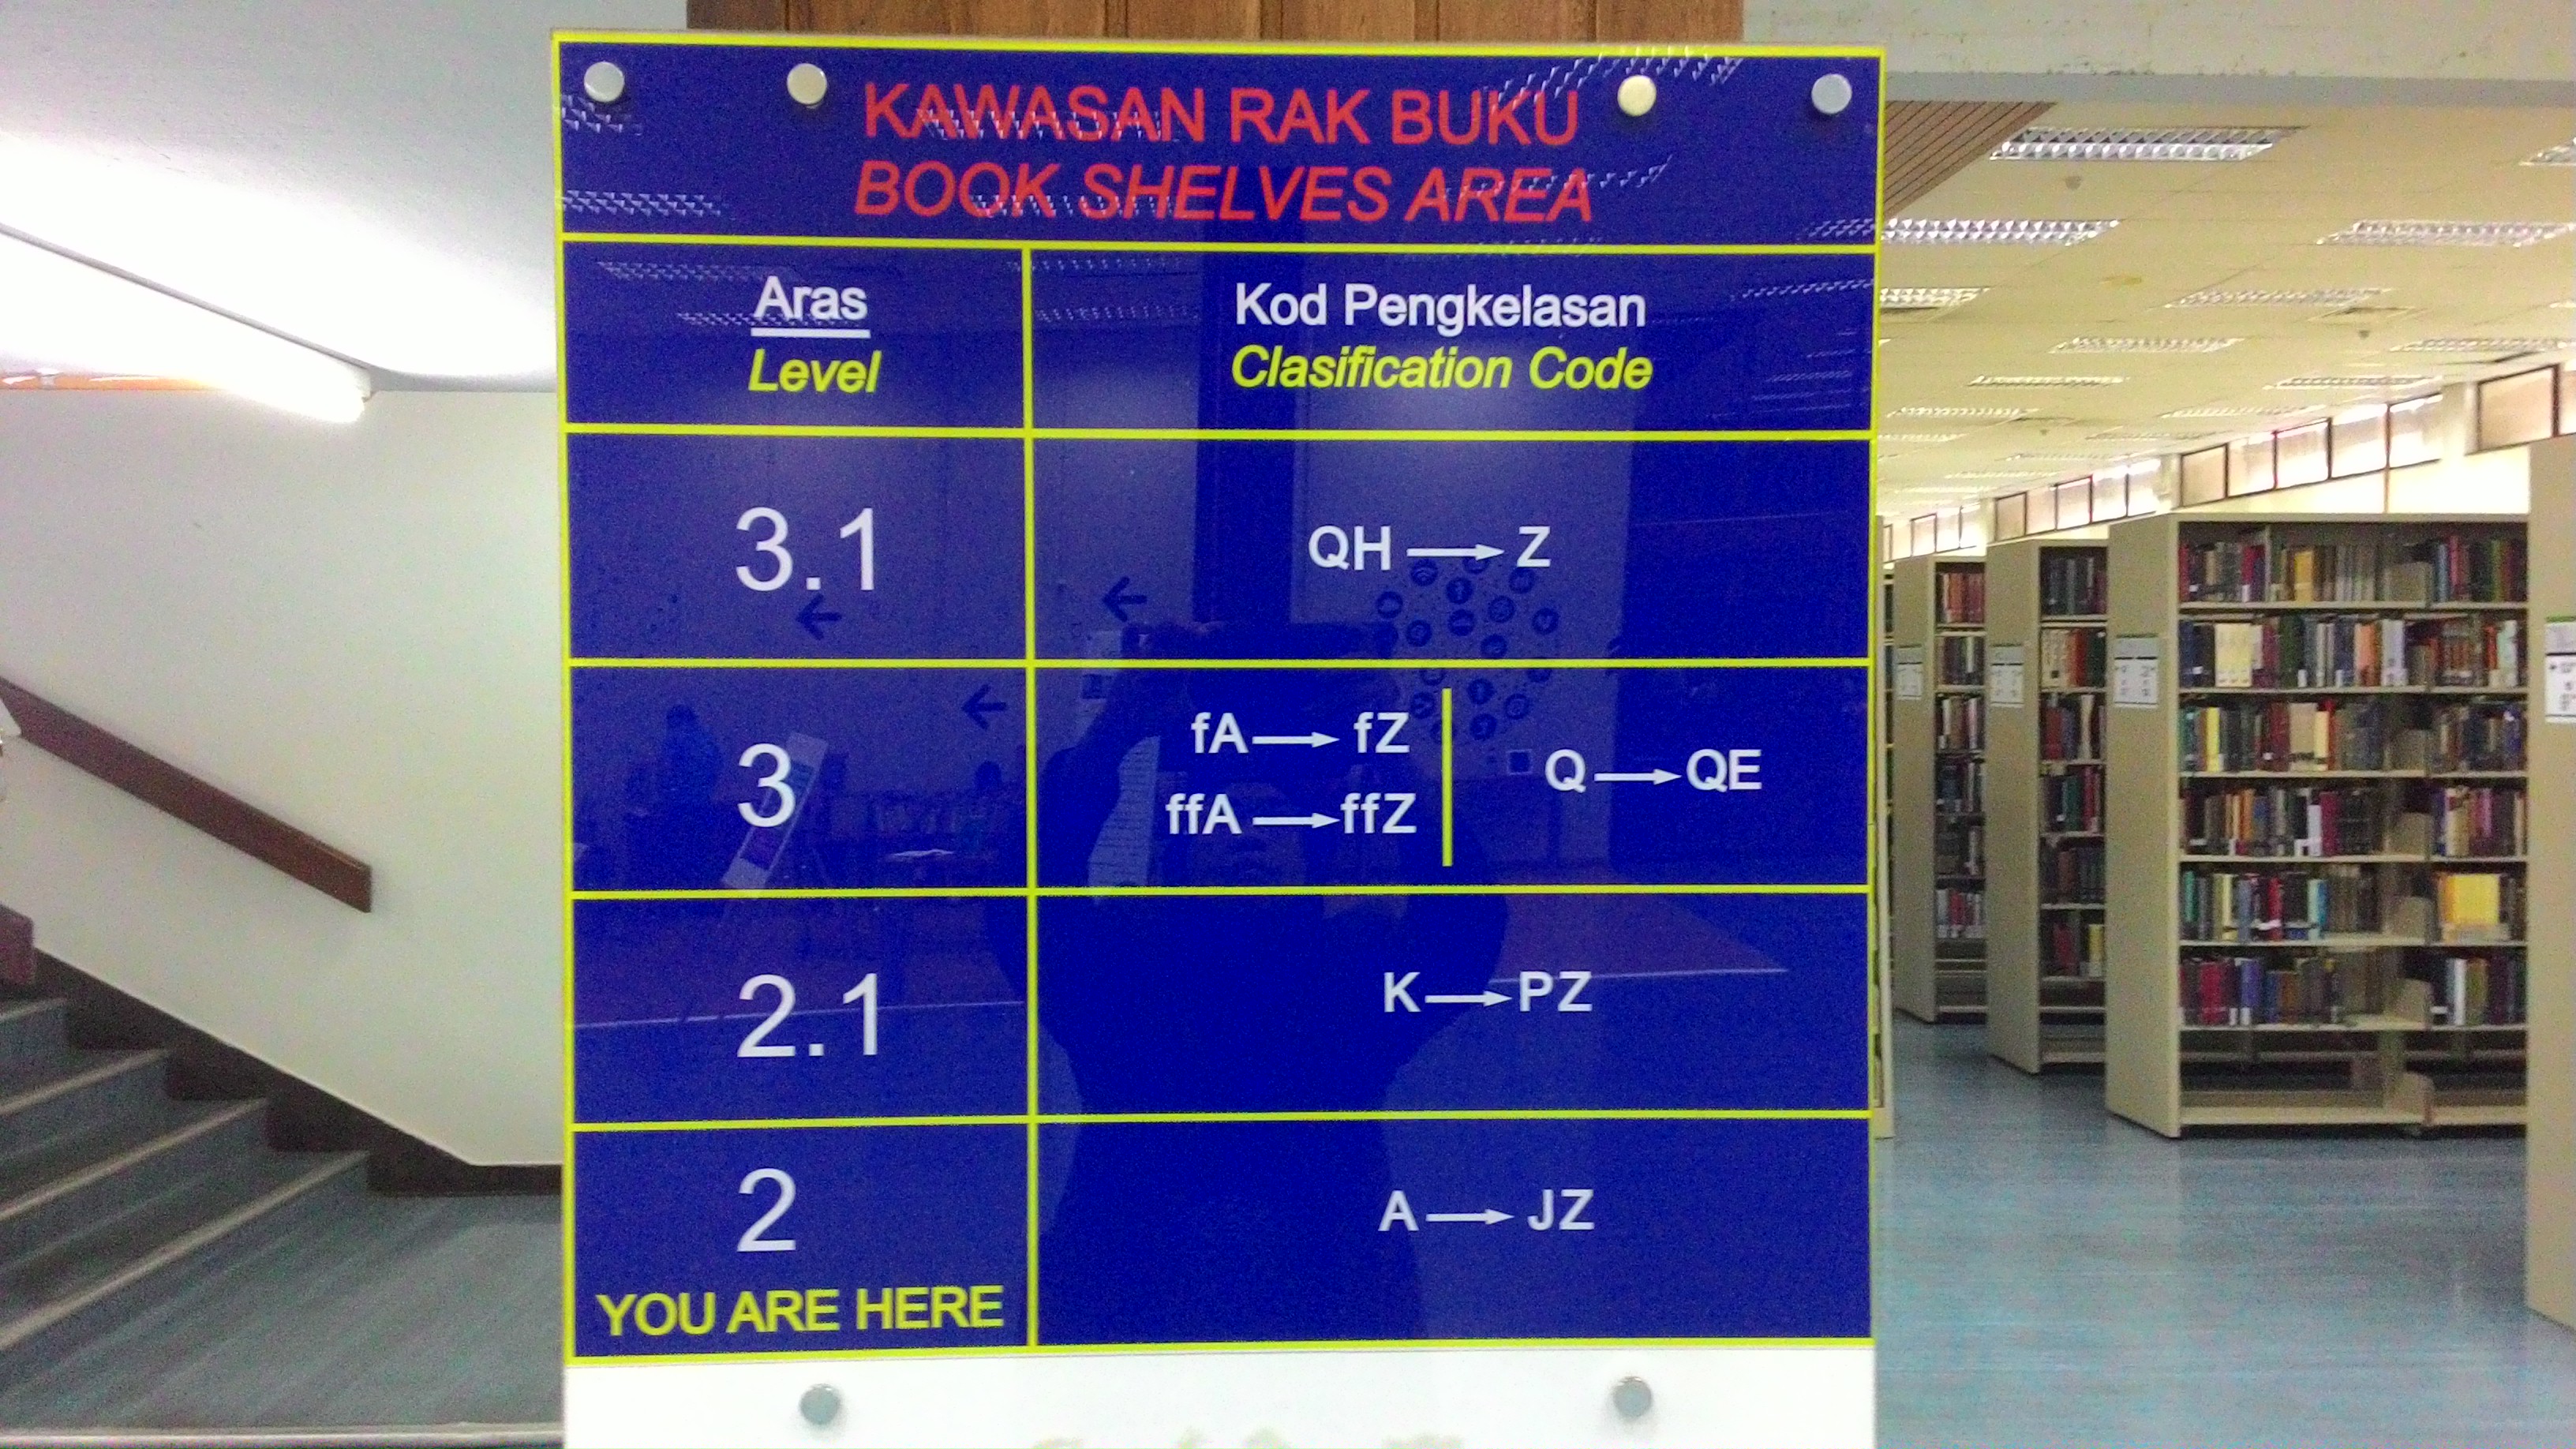 KAWASAN RAK BUKU
BOOK SHELVES AREA
Aras
Level
Kod Pengkelasan
Clasification Code
3.1
QH → Z
3
fA → fZ
ffA → ffZ
Q → QE
2.1
K → PZ
2
YOU ARE HERE
A → JZ